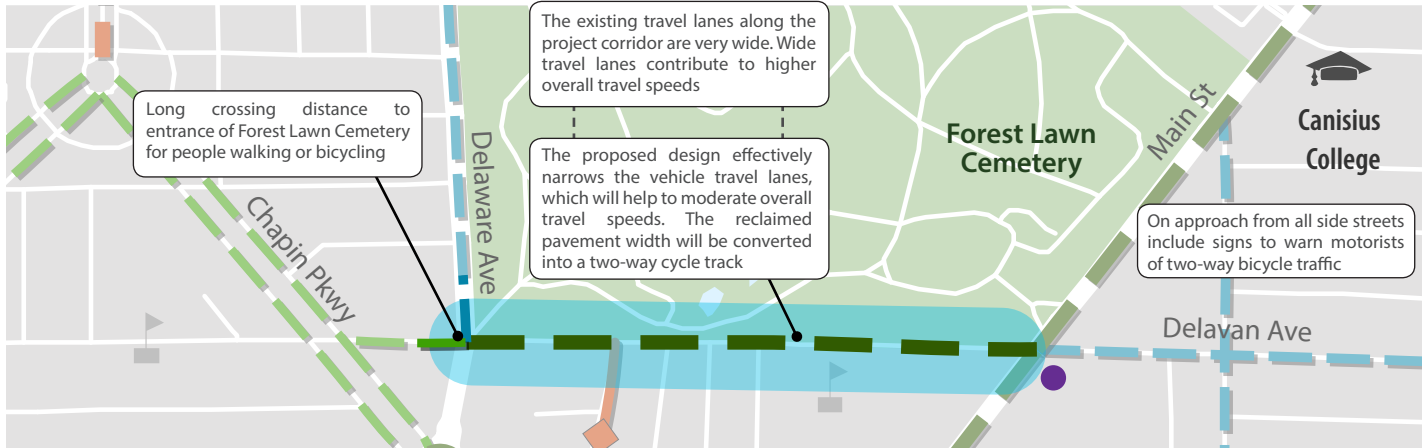 The existing travel lanes along the
project corridor are very wide. Wide
travel lanes contribute to higher
overall travel speeds
Long crossing distance to
entrance of Forest Lawn Cemetery
for people walking or bicycling
The proposed design effectively
narrows the vehicle travel lanes,
which will help to moderate overall
travel speeds. The reclaimed
pavement width will be converted
into a two-way cycle track
Forest Lawn
Cemetery
Main St
Canisius
College
On approach from all side streets
include signs to warn motorists
of two-way bicycle traffic
Delaware Ave
Chapin Pkwy
Delavan Ave